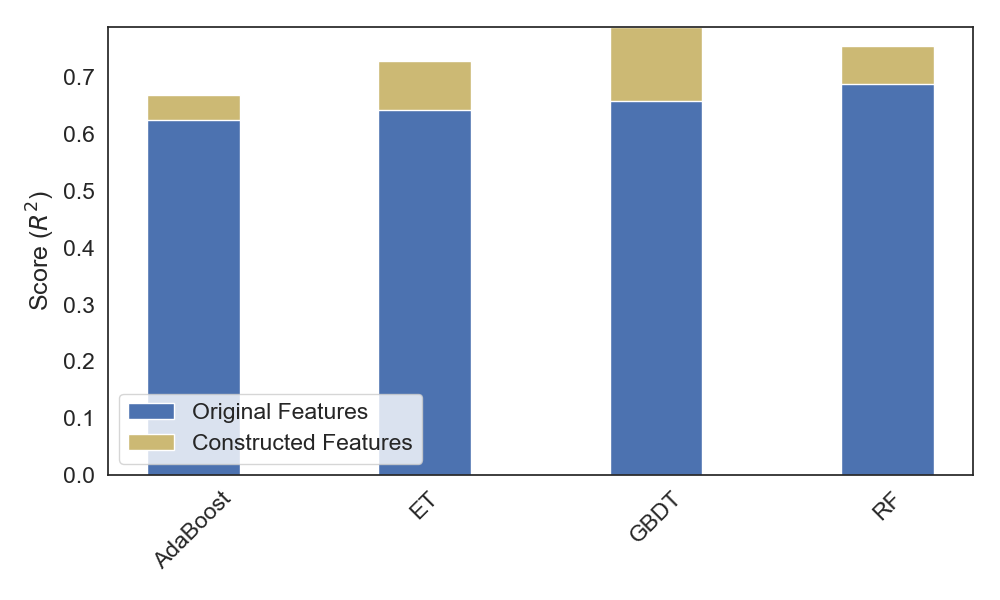 Score (R²)
0.7
0.6
0.5
0.4
0.3
0.2
0.1
0.0
Original Features
Constructed Features
AdaBoost
ET
GBDT
RF